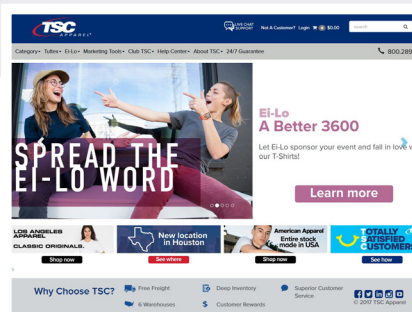 TSC
APPAREL
LIVE CHAT
SUPPORT
Not A Customer? Login 0 $0.00
search
Category Tultex Ei-Lo Marketing Tools Club TSC Help Center About TSC 24/7 Guarantee
800.289
SPREAD THE
EI-LO WORD
Ei-Lo
A Better 3600
Let Ei-Lo sponsor your event and fall in love w
our T-Shirts!
Learn more
LOS ANGELES
APPAREL
CLASSIC ORIGINALS.
Shop now
New location
in Houston
See where
American Apparel
Entire stock
made in USA
Shop now
TOTALLY
SATISFIED
CUSTOMERS
See how
Why Choose TSC?
Free Freight
6 Warehouses
Deep Inventory
Customer Rewards
Superior Customer
Service
© 2017 TSC Apparel